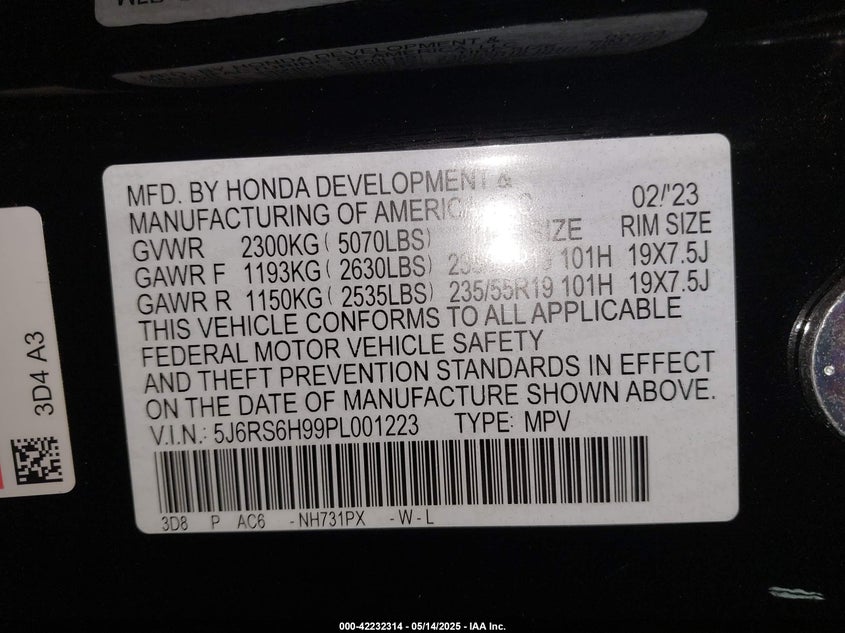 MFD. BY HONDA DEVELOPMENT &
MANUFACTURING OF AMERIC 02/'23
GVWR 2300KG ( 5070LBS) SIZE RIM SIZE
GAWR F 1193KG ( 2630LBS) 101H 19X7.5J
GAWR R 1150KG ( 2535LBS) 235/55R19 101H 19X7.5J
THIS VEHICLE CONFORMS TO ALL APPLICABLE
FEDERAL MOTOR VEHICLE SAFETY
AND THEFT PREVENTION STANDARDS IN EFFECT
ON THE DATE OF MANUFACTURE SHOWN ABOVE.
V.I.N.: 5J6RS6H99PL001223 TYPE: MPV
3D8 P AC6 -NH731PX -W-L
3D4 A3
000-42232314 - 05/14/2025 - IAA Inc.